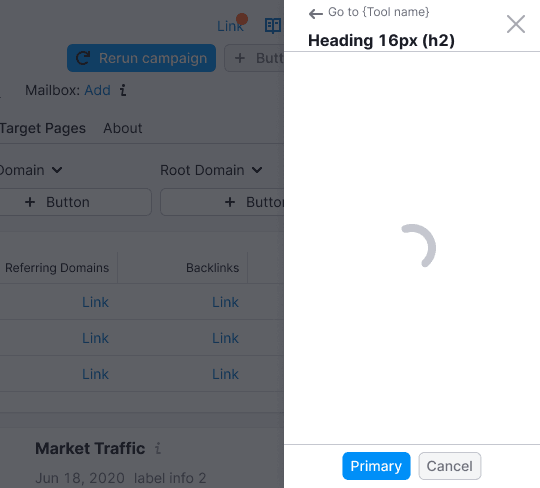 Link
Rerun campaign
+ Butt
Mailbox: Add i
Target Pages About
Domain Root Domain
+ Button + Button
Referring Domains Backlinks
Link Link
Link Link
Link Link
Market Traffic i
Jun 18, 2020 label info 2
← Go to {Tool name}
Heading 16px (h2)
Primary Cancel